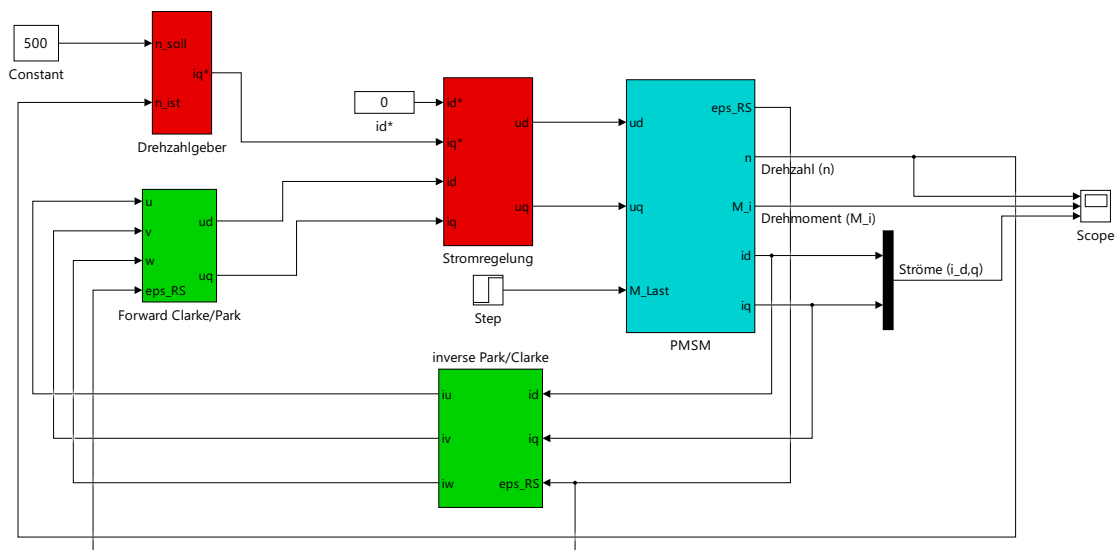 500
Constant
n_soll
n_ist
iq*
Drehzahlgeber
0
id*
id*
iq*
id
iq
ud
uq
Stromregelung
ud
uq
M_Last
eps_RS
n
M_i
id
iq
PMSM
Drehzahl (n)
Drehmoment (M_i)
Ströme (i_d,q)
Scope
u
v
w
eps_RS
ud
uq
Forward Clarke/Park
Step
inverse Park/Clarke
iu
iv
iw
id
iq
eps_RS